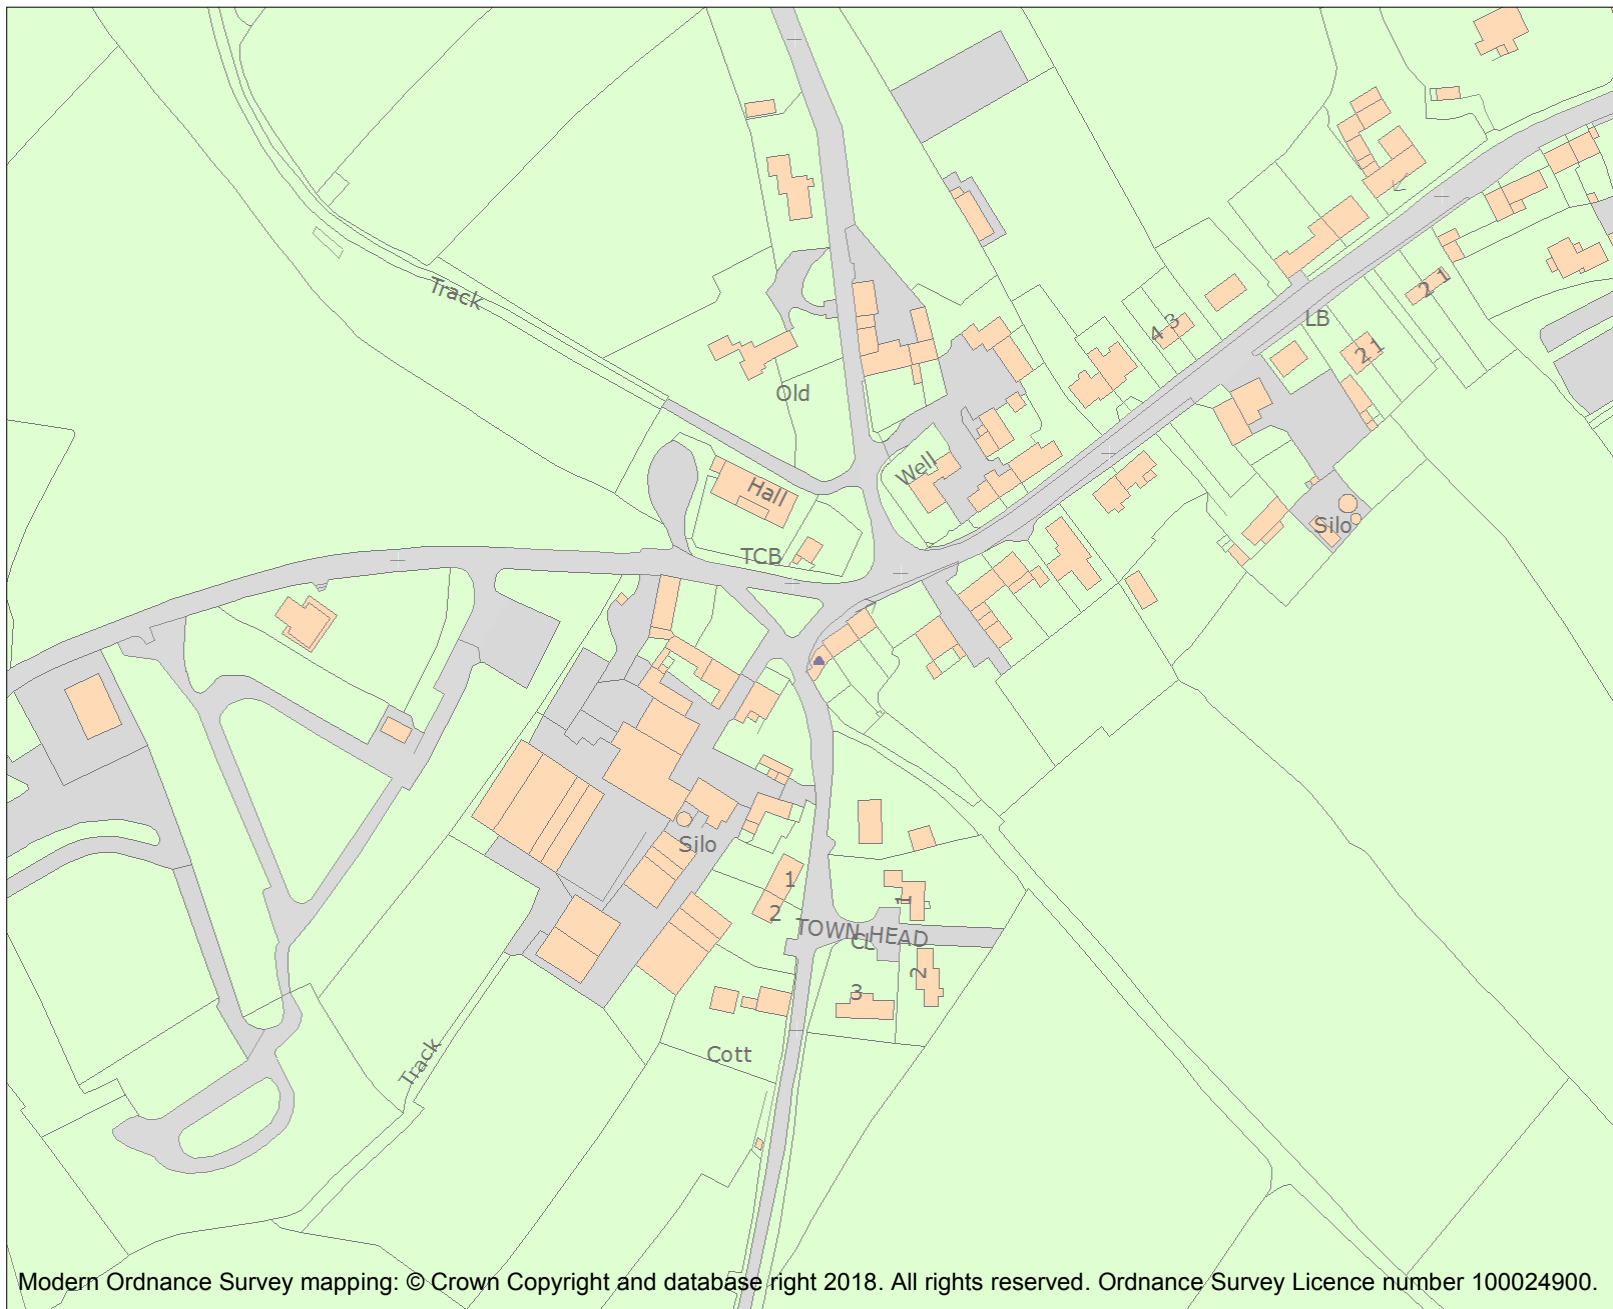 Track
Old
4 3
LB
2 1
2 1
Well
Hall
Silo
TCB
Silo
1
2
1
TOWN HEAD
CL
2
3
Cott
Track
Modern Ordnance Survey mapping: © Crown Copyright and database right 2018. All rights reserved. Ordnance Survey Licence number 100024900.